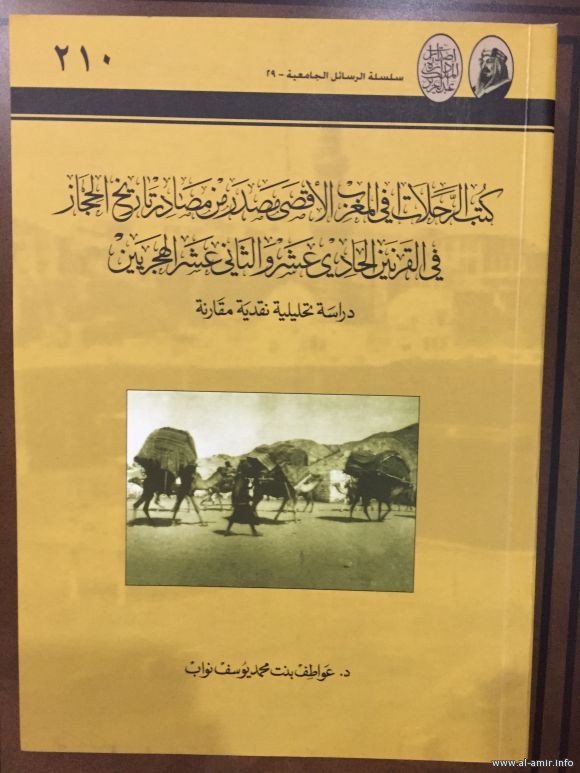 ٢١٠
سلسلة الرسائل الجامعية - ٢٩
كتب الرحلات في المغرب الأقصى مصدر من مصادر تاريخ الحجاز
في القرنين الحادي عشر والثاني عشر الهجريين
دراسة تحليلية نقدية مقارنة
د. عواطف بنت محمد يوسف نواب
www.al-amir.info